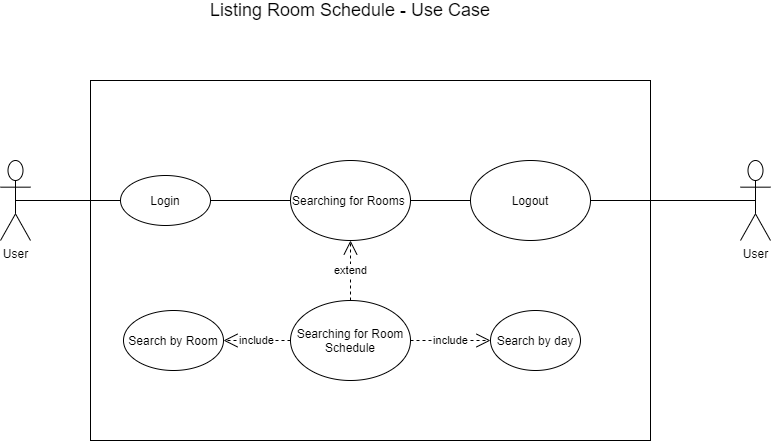 Listing Room Schedule - Use Case
User
Login
Searching for Rooms
Logout
User
extend
Search by Room
include
Searching for Room
Schedule
include
Search by day